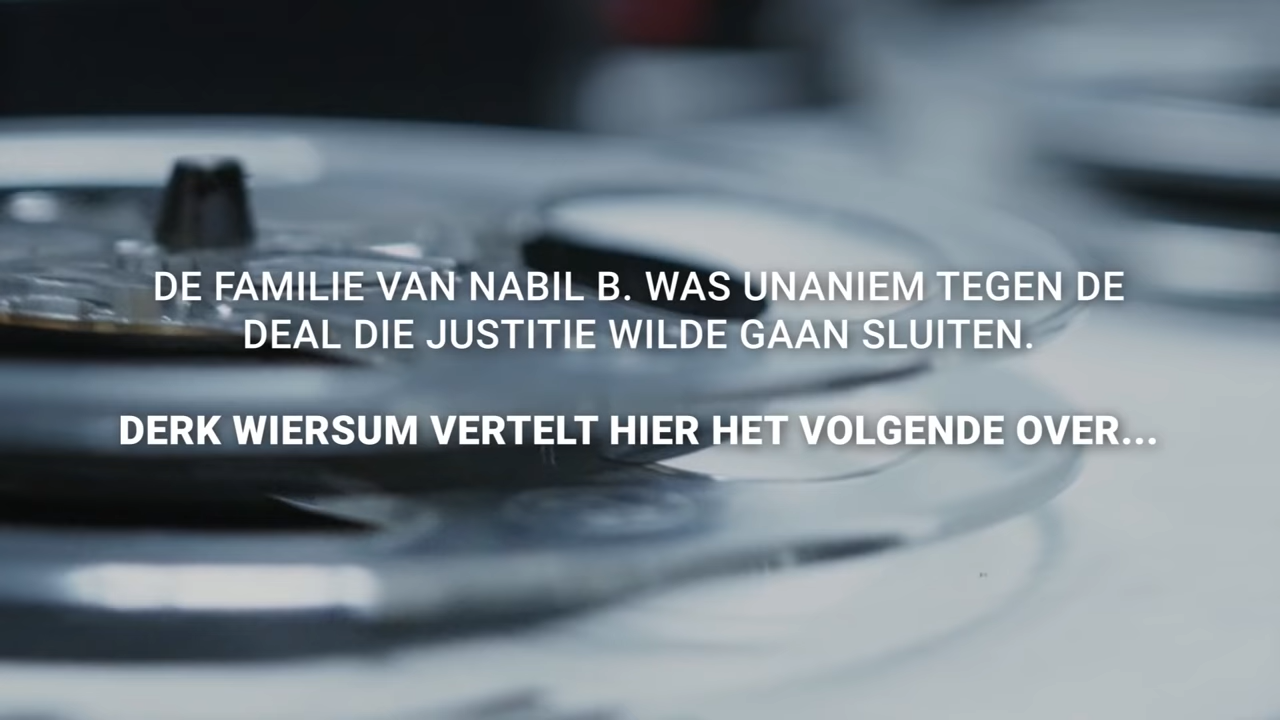 DE FAMILIE VAN NABIL B. WAS UNANIEM TEGEN DE
DEAL DIE JUSTITIE WILDE GAAN SLUITEN.
DERK WIERSUM VERTELT HIER HET VOLGENDE OVER...